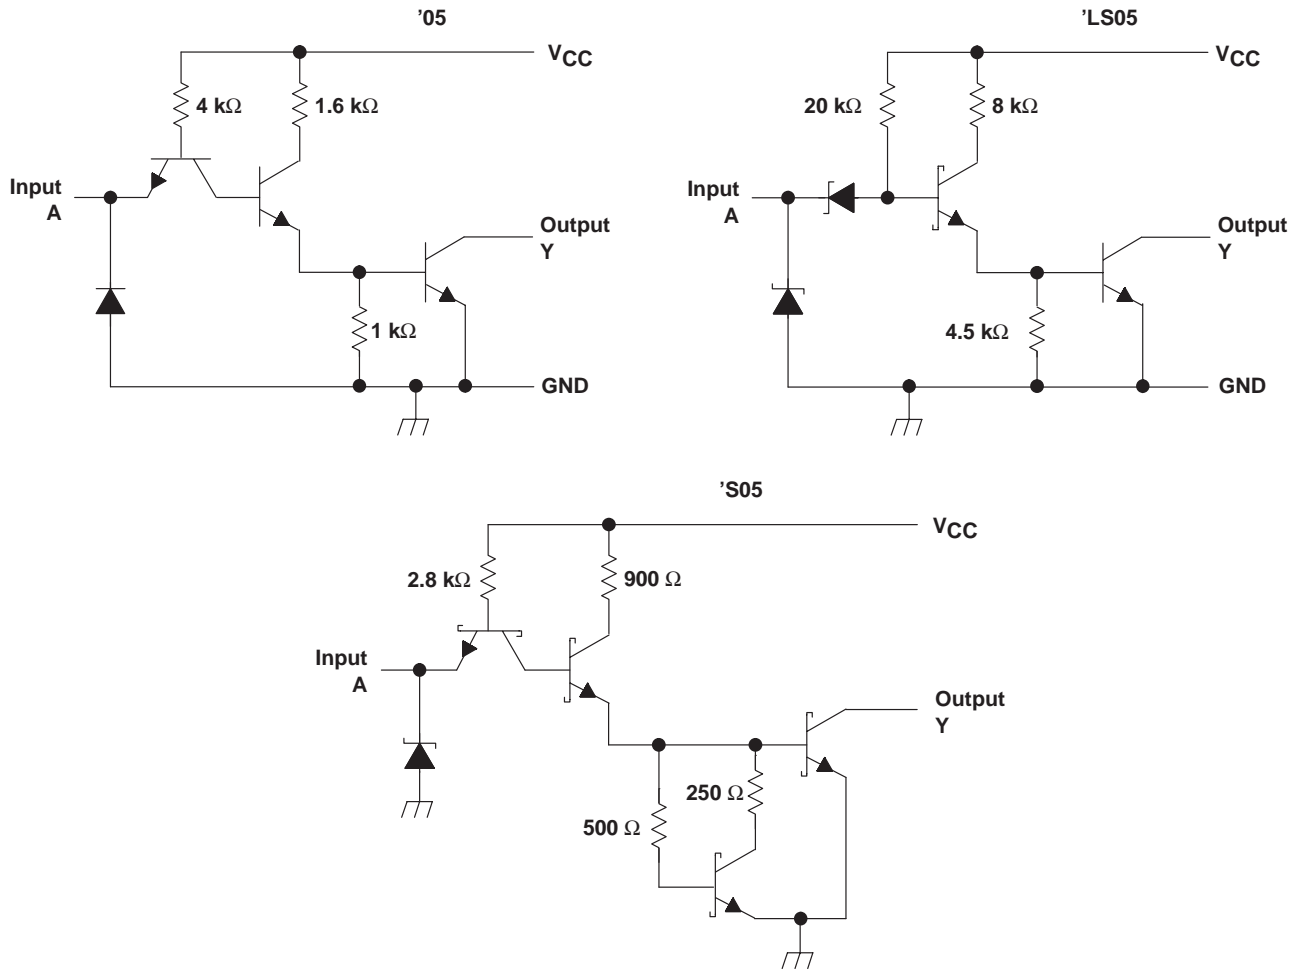 ’05
VCC
4 kΩ
1.6 kΩ
Input
A
Output
Y
1 kΩ
GND
’LS05
VCC
20 kΩ
8 kΩ
Input
A
Output
Y
4.5 kΩ
GND
’S05
VCC
2.8 kΩ
900 Ω
Input
A
Output
Y
250 Ω
500 Ω